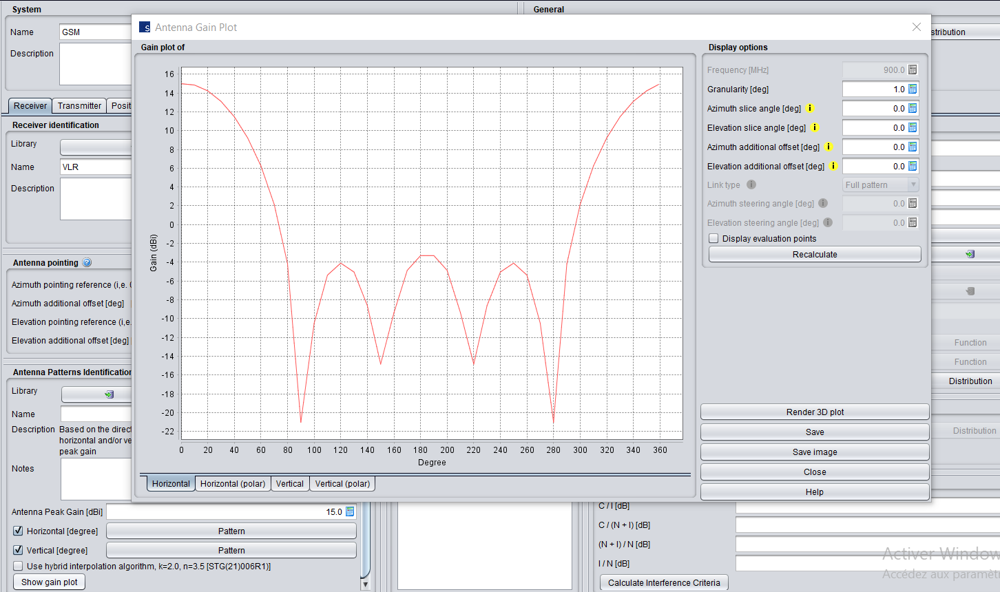 System
General
Name
GSM
Description
Antenna Gain Plot
Gain plot of
Display options
Frequency [MHz]
900.0
Granularity [deg]
1.0
Azimuth slice angle [deg]
0.0
Elevation slice angle [deg]
0.0
Azimuth additional offset [deg]
0.0
Elevation additional offset [deg]
0.0
Link type
Full pattern
Azimuth steering angle [deg]
0.0
Elevation steering angle [deg]
0.0
Display evaluation points
Recalculate
Render 3D plot
Save
Save image
Close
Help
16
14
12
10
8
6
4
2
0
-2
-4
-6
-8
-10
-12
-14
-16
-18
-20
-22
Gain (dBi)
0 20 40 60 80 100 120 140 160 180 200 220 240 260 280 300 320 340 360
Degree
Horizontal
Horizontal (polar)
Vertical
Vertical (polar)
Receiver
Transmitter
Posit
Receiver identification
Library
Name
VLR
Description
Antenna pointing
Azimuth pointing reference (i,e.
Azimuth additional offset [deg]
Elevation pointing reference (i,e.
Elevation additional offset [deg]
Antenna Patterns Identification
Library
Name
Description
Based on the direct
horizontal and/or ve
peak gain
Notes
Antenna Peak Gain [dBi]
15.0
Horizontal [degree]
Pattern
Vertical [degree]
Pattern
Use hybrid interpolation algorithm, k=2.0, n=3.5 [STG(21)006R1)]
Show gain plot
stribution
Function
Function
Distribution
Distribution
C / I [dB]
C / (N + I) [dB]
(N + I) / N [dB]
I / N [dB]
Calculate Interference Criteria
Activer Window
Accédez aux paramèt